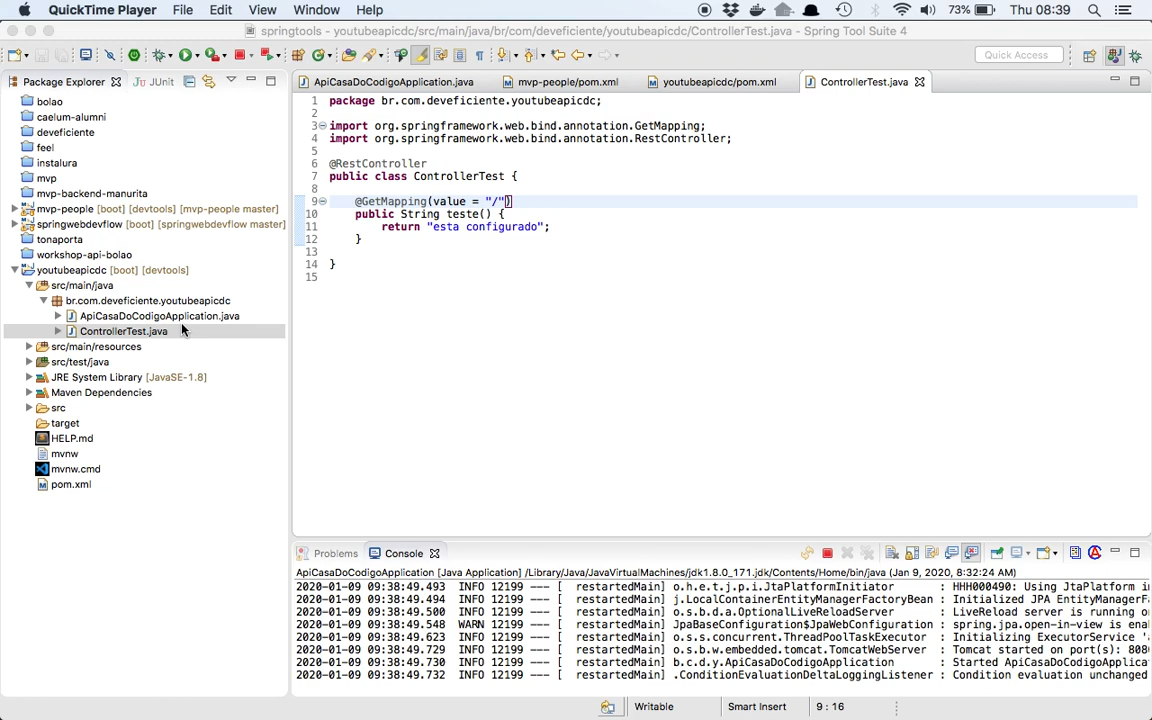 QuickTime Player File Edit View Window Help 73% Thu 08:39
springtools - youtubeapicdc/src/main/java/br/com/deveficiente/youtubeapicdc/ControllerTest.java - Spring Tool Suite 4
Quick Access
Package Explorer JUnit
ApiCasaDoCodigoApplication.java mvp-people/pom.xml youtubeapicdc/pom.xml ControllerTest.java
bolao
caelum-alumni
deveficiente
feel
instalura
mvp
mvp-backend-manurita
mvp-people [boot] [devtools] [mvp-people master]
springwebdevflow [boot] [springwebdevflow master]
tonaporta
workshop-api-bolao
youtubeapicdc [boot] [devtools]
src/main/java
br.com.deveficiente.youtubeapicdc
ApiCasaDoCodigoApplication.java
ControllerTest.java
src/main/resources
src/test/java
JRE System Library [JavaSE-1.8]
Maven Dependencies
src
target
HELP.md
mvnw
mvnw.cmd
pom.xml
1 package br.com.deveficiente.youtubeapicdc;
2
3 import org.springframework.web.bind.annotation.GetMapping;
4 import org.springframework.web.bind.annotation.RestController;
5
6 @RestController
7 public class ControllerTest {
8
9 @GetMapping(value = "/")
10 public String teste() {
11 return "esta configurado";
12 }
13
14 }
15
Problems Console
ApiCasaDoCodigoApplication [Java Application] /Library/Java/JavaVirtualMachines/jdk1.8.0_171.jdk/Contents/Home/bin/java (Jan 9, 2020, 8:32:24 AM)
2020-01-09 09:38:49.493 INFO 12199 --- [ restartedMain] o.h.e.t.j.p.i.JtaPlatformInitiator : HHH000490: Using JtaPlatform i
2020-01-09 09:38:49.494 INFO 12199 --- [ restartedMain] j.LocalContainerEntityManagerFactoryBean : Initialized JPA EntityManagerF
2020-01-09 09:38:49.500 INFO 12199 --- [ restartedMain] o.s.b.d.a.OptionalLiveReloadServer : LiveReload server is running o
2020-01-09 09:38:49.548 WARN 12199 --- [ restartedMain] JpaBaseConfiguration$JpaWebConfiguration : spring.jpa.open-in-view is ena
2020-01-09 09:38:49.623 INFO 12199 --- [ restartedMain] o.s.s.concurrent.ThreadPoolTaskExecutor : Initializing ExecutorService '
2020-01-09 09:38:49.729 INFO 12199 --- [ restartedMain] o.s.b.w.embedded.tomcat.TomcatWebServer : Tomcat started on port(s): 808
2020-01-09 09:38:49.730 INFO 12199 --- [ restartedMain] b.c.d.y.ApiCasaDoCodigoApplication : Started ApiCasaDoCodigoApplica
2020-01-09 09:38:49.732 INFO 12199 --- [ restartedMain] .ConditionEvaluationDeltaLoggingListener : Condition evaluation unchanged
Writable Smart Insert 9 : 16